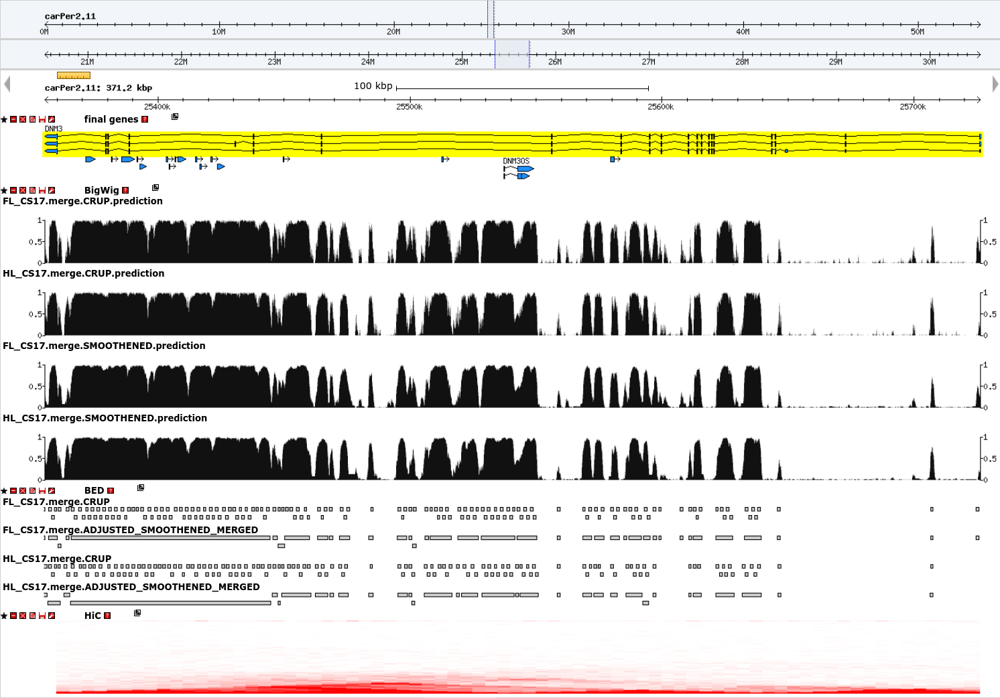 carPer2.11
0M 10M 20M 30M 40M 50M
21M 22M 23M 24M 25M 26M 27M 28M 29M 30M
carPer2.11: 371.2 kbp 100 kbp
25400k 25500k 25600k 25700k
final genes ?
DNM3
DNM3OS
BigWig ?
FL_CS17.merge.CRUP.prediction
1 1
0.5 0.5
0 0
HL_CS17.merge.CRUP.prediction
1 1
0.5 0.5
0 0
FL_CS17.merge.SMOOTHENED.prediction
1 1
0.5 0.5
0 0
HL_CS17.merge.SMOOTHENED.prediction
1 1
0.5 0.5
0 0
BED ?
FL_CS17.merge.CRUP
FL_CS17.merge.ADJUSTED_SMOOTHENED_MERGED
HL_CS17.merge.CRUP
HL_CS17.merge.ADJUSTED_SMOOTHENED_MERGED
HiC ?